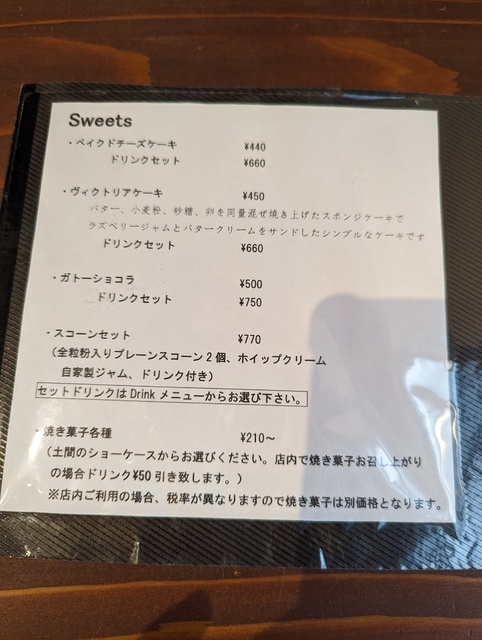 Sweets
・ベイクドチーズケーキ ¥440
ドリンクセット ¥660
・ヴィクトリアケーキ ¥450
バター、小麦粉、砂糖、卵を同量混ぜ焼き上げたスポンジケーキで
ラズベリージャムとバタークリームをサンドしたシンプルなケーキです
ドリンクセット ¥660
・ガトーショコラ ¥500
ドリンクセット ¥750
・スコーンセット ¥770
（全粒粉入りプレーンスコーン2個、ホイップクリーム
自家製ジャム、ドリンク付き）
セットドリンクは Drink メニューからお選び下さい。
・焼き菓子各種 ¥210～
（土間のショーケースからお選びください。店内で焼き菓子お召し上がり
の場合ドリンク¥50 引き致します。）
※店内ご利用の場合、税率が異なりますので焼き菓子は別価格となります。